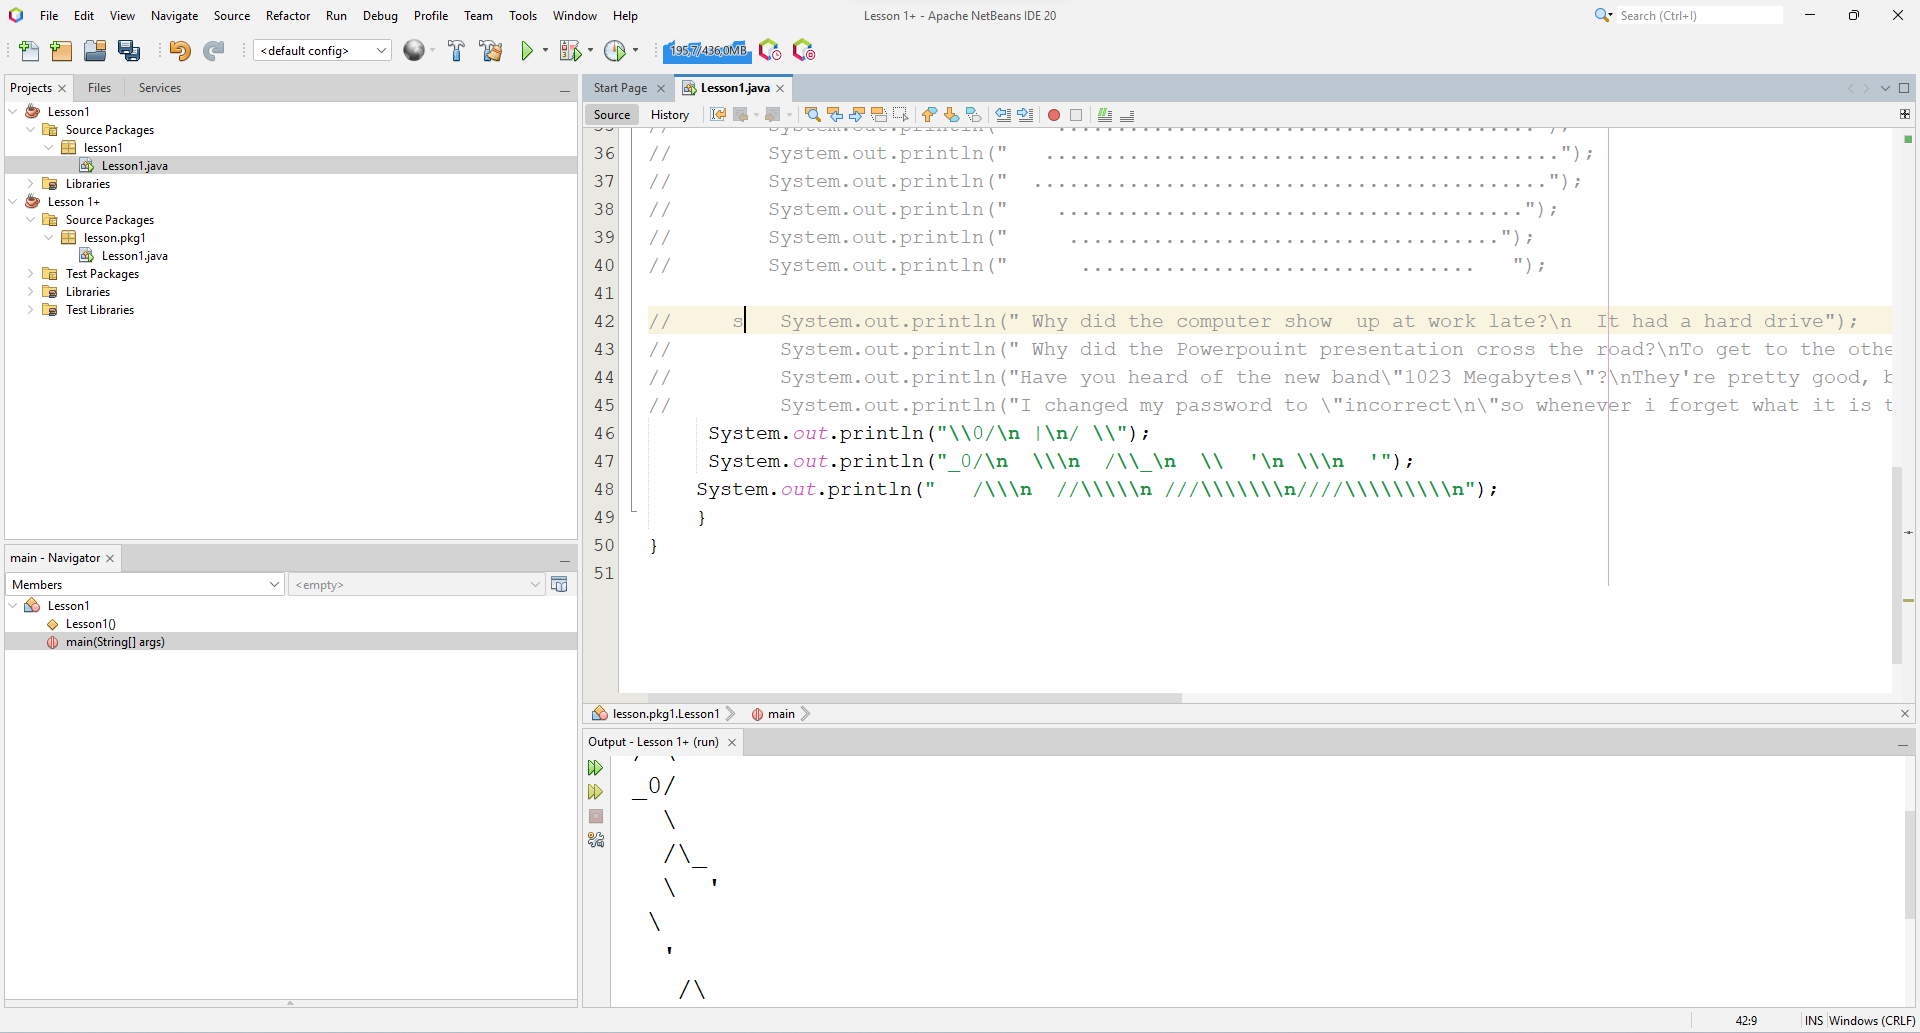 File Edit View Navigate Source Refactor Run Debug Profile Team Tools Window Help
Lesson 1+ - Apache NetBeans IDE 20
Search (Ctrl+I)
<default config>
195,7/436,0MB
Projects Files Services
Lesson1
Source Packages
lesson1
Lesson1.java
Libraries
Lesson 1+
Source Packages
lesson.pkg1
Lesson1.java
Test Packages
Libraries
Test Libraries
main - Navigator
Members <empty>
Lesson1
Lesson1()
main(String[] args)
Start Page Lesson1.java
Source History
36 // System.out.println("   ...........................................");
37 // System.out.println("  ...........................................");
38 // System.out.println("    .......................................");
39 // System.out.println("     ....................................");
40 // System.out.println("      .................................   ");
41
42 // s System.out.println(" Why did the computer show  up at work late?\n  It had a hard drive");
43 // System.out.println(" Why did the Powerpouint presentation cross the road?\nTo get to the othe
44 // System.out.println("Have you heard of the new band\"1023 Megabytes\"?\nThey're pretty good, b
45 // System.out.println("I changed my password to \"incorrect\n\"so whenever i forget what it is t
46 System.out.println("\\0/\n |\n/ \\");
47 System.out.println("_0/\n  \\\n  /\\_\n  \\  '\n \\\n  '");
48 System.out.println("   /\\\n  //\\\\\n ///\\\\\\\n////\\\\\\\\\n");
49 }
50 }
51
lesson.pkg1.Lesson1 main
Output - Lesson 1+ (run)
_0/
  \
  /\_
  \  '
 \
  '
   /\
42:9 INS Windows (CRLF)